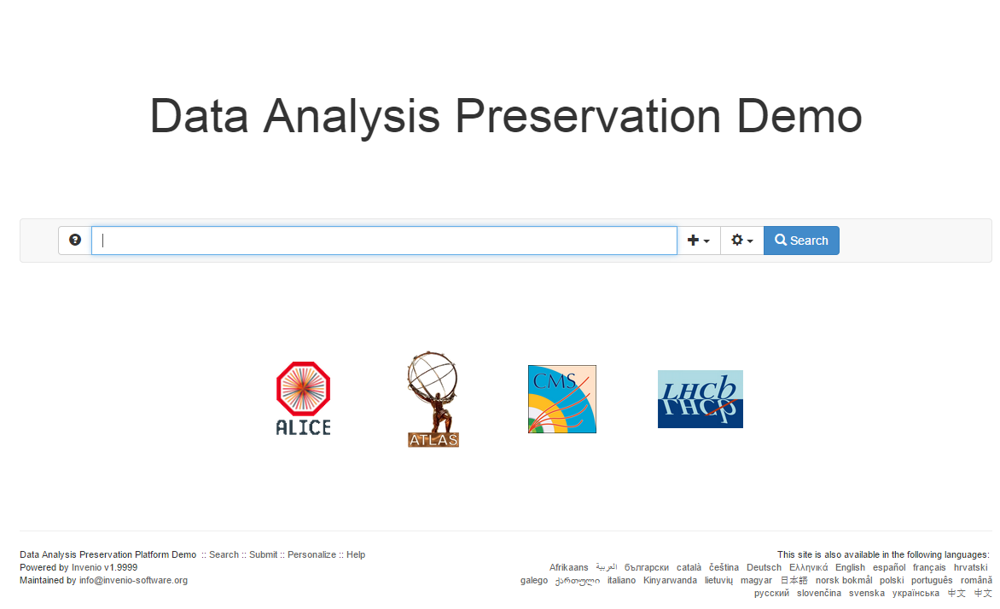 Data Analysis Preservation Demo
Search
ALICE
ATLAS
CMS
LHCb
LHCb
Data Analysis Preservation Platform Demo :: Search :: Submit :: Personalize :: Help
Powered by Invenio v1.9999
Maintained by info@invenio-software.org
This site is also available in the following languages:
Afrikaans العربية български català čeština Deutsch Ελληνικά English español français hrvatski
galego ქართული italiano Kinyarwanda lietuvių magyar 日本語 norsk bokmål polski português română
русский slovenčina svenska українська 中文 中文